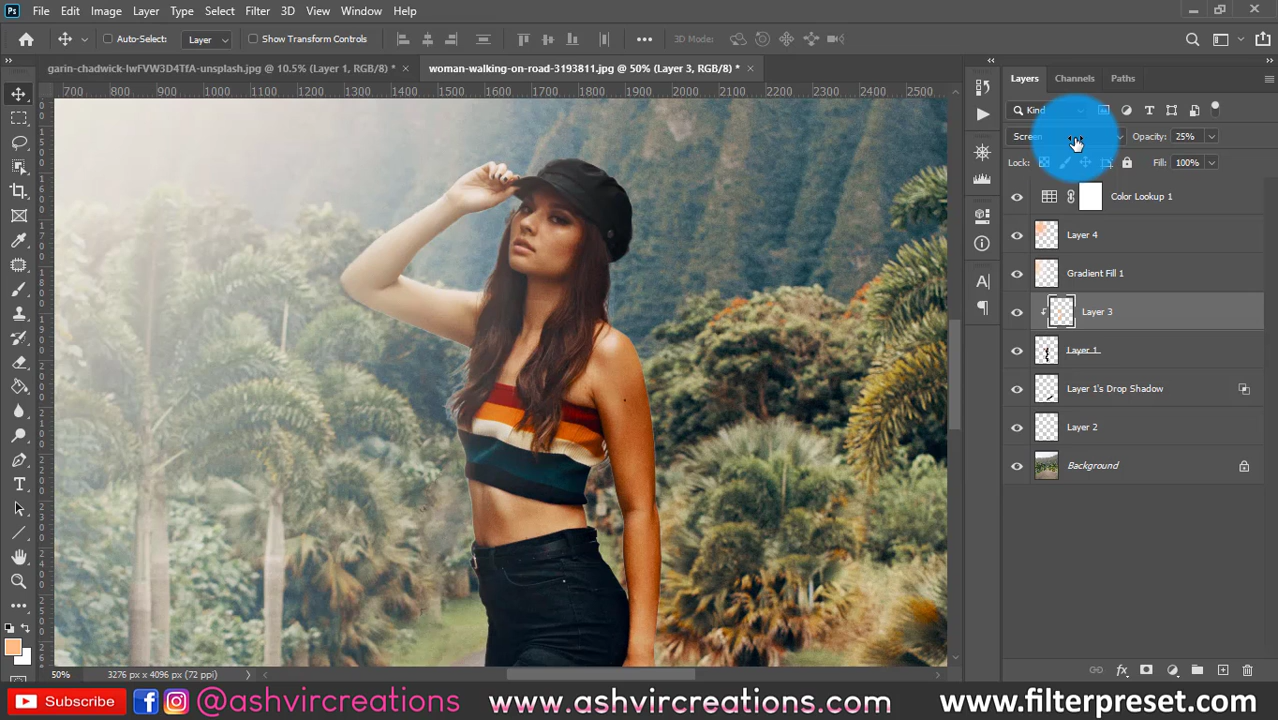 Ps File Edit Image Layer Type Select Filter 3D View Window Help
Auto-Select: Layer Show Transform Controls 3D Mode:
garin-chadwick-IwFVW3D4TfA-unsplash.jpg @ 10.5% (Layer 1, RGB/8) * × woman-walking-on-road-3193811.jpg @ 50% (Layer 3, RGB/8) * ×
Layers Channels Paths
700 800 900 1000 1100 1200 1300 1400 1500 1600 1700 1800 1900 2000 2100 2200 2300 2400 2500
Kind
Screen Opacity: 25%
Lock: Fill: 100%
Color Lookup 1
Layer 4
Gradient Fill 1
Layer 3
Layer 1
Layer 1's Drop Shadow
Layer 2
Background
50% 3276 px x 4096 px (72 ppi)
Subscribe @ashvircreations www.ashvircreations.com www.filterpreset.com